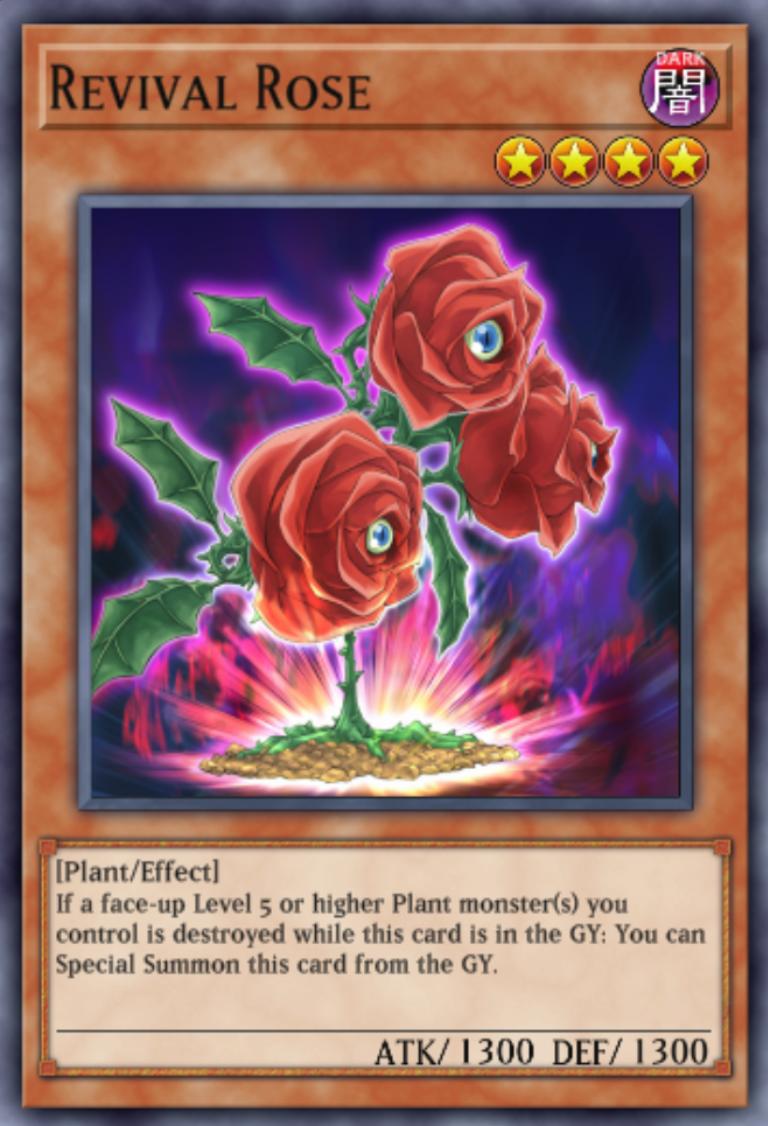 Revival Rose
DARK
闇
[Plant/Effect]
If a face-up Level 5 or higher Plant monster(s) you
control is destroyed while this card is in the GY: You can
Special Summon this card from the GY.
ATK/ 1300 DEF/ 1300